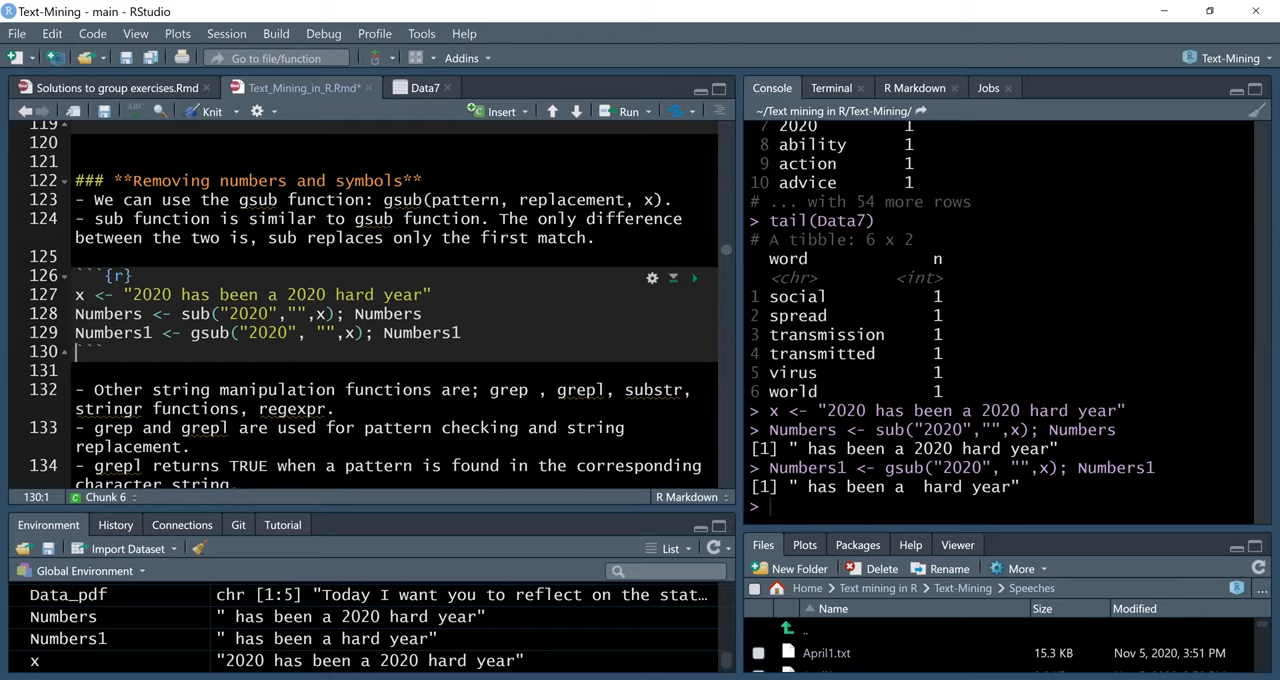 Text-Mining - main - RStudio
File Edit Code View Plots Session Build Debug Profile Tools Help
Go to file/function Addins Text-Mining
Solutions to group exercises.Rmd Text_Mining_in_R.Rmd* Data7
ABC Knit Insert Run
119
120
121
122 ### **Removing numbers and symbols**
123 - We can use the gsub function: gsub(pattern, replacement, x).
124 - sub function is similar to gsub function. The only difference
between the two is, sub replaces only the first match.
125
126 ```{r}
127 x <- "2020 has been a 2020 hard year"
128 Numbers <- sub("2020","",x); Numbers
129 Numbers1 <- gsub("2020", "",x); Numbers1
130 ```
131
132 - Other string manipulation functions are; grep , grepl, substr,
stringr functions, regexpr.
133 - grep and grepl are used for pattern checking and string
replacement.
134 - grepl returns TRUE when a pattern is found in the corresponding
character string.
130:1 Chunk 6 R Markdown
Environment History Connections Git Tutorial
Import Dataset List
Global Environment
Data_pdf chr [1:5] "Today I want you to reflect on the stat…
Numbers " has been a 2020 hard year"
Numbers1 " has been a hard year"
x "2020 has been a 2020 hard year"
Console Terminal R Markdown Jobs
~/Text mining in R/Text-Mining/
7 2020 1
8 ability 1
9 action 1
10 advice 1
# ... with 54 more rows
> tail(Data7)
# A tibble: 6 x 2
word n
<chr> <int>
1 social 1
2 spread 1
3 transmission 1
4 transmitted 1
5 virus 1
6 world 1
> x <- "2020 has been a 2020 hard year"
> Numbers <- sub("2020","",x); Numbers
[1] " has been a 2020 hard year"
> Numbers1 <- gsub("2020", "",x); Numbers1
[1] " has been a  hard year"
>
Files Plots Packages Help Viewer
New Folder Delete Rename More
Home Text mining in R Text-Mining Speeches ...
Name Size Modified
..
April1.txt 15.3 KB Nov 5, 2020, 3:51 PM